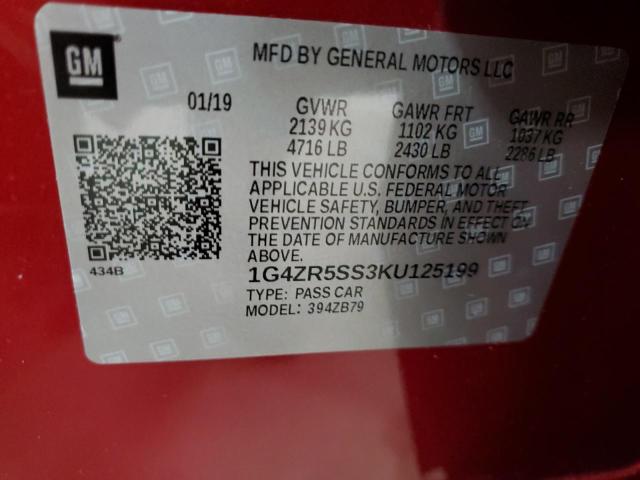 GM
MFD BY GENERAL MOTORS LLC
01/19
GVWR GAWR FRT GAWR RR
2139 KG 1102 KG 1037 KG
4716 LB 2430 LB 2286 LB
THIS VEHICLE CONFORMS TO ALL
APPLICABLE U.S. FEDERAL MOTOR
VEHICLE SAFETY, BUMPER, AND THEFT
PREVENTION STANDARDS IN EFFECT ON
THE DATE OF MANUFACTURE SHOWN
ABOVE.
434B
1G4ZR5SS3KU125199
TYPE: PASS CAR
MODEL: 394ZB79